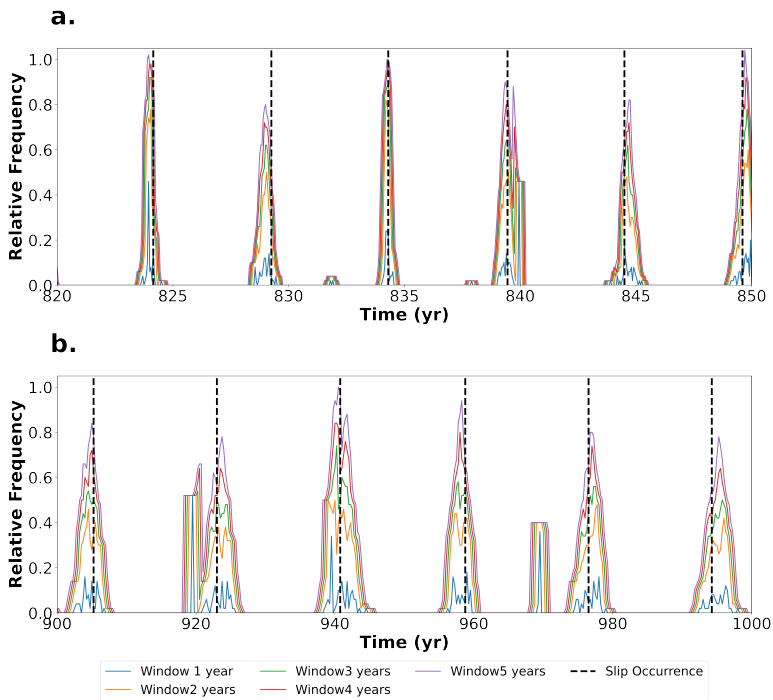 a.
Relative Frequency
1.0
0.8
0.6
0.4
0.2
0.0
820 825 830 835 840 845 850
Time (yr)
b.
Relative Frequency
1.0
0.8
0.6
0.4
0.2
0.0
900 920 940 960 980 1000
Time (yr)
Window 1 year Window3 years Window5 years Slip Occurrence
Window2 years Window4 years